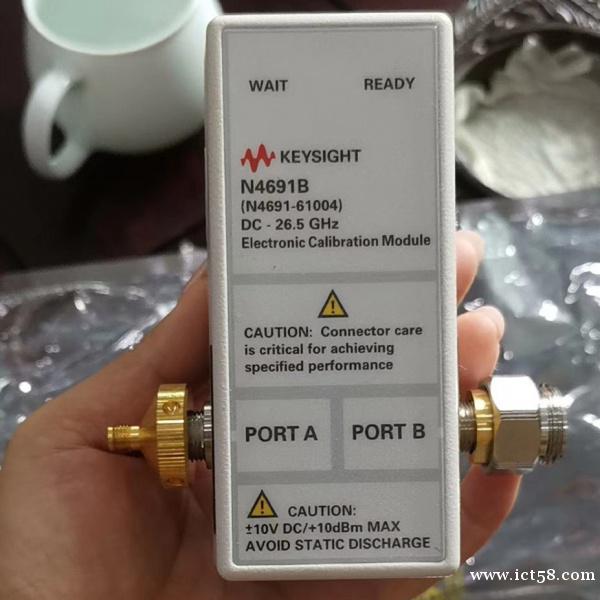 WAIT READY
KEYSIGHT
N4691B
(N4691-61004)
DC - 26.5 GHz
Electronic Calibration Module
CAUTION: Connector care
is critical for achieving
specified performance
PORT A PORT B
CAUTION:
±10V DC/+10dBm MAX
AVOID STATIC DISCHARGE
www.ict58.com